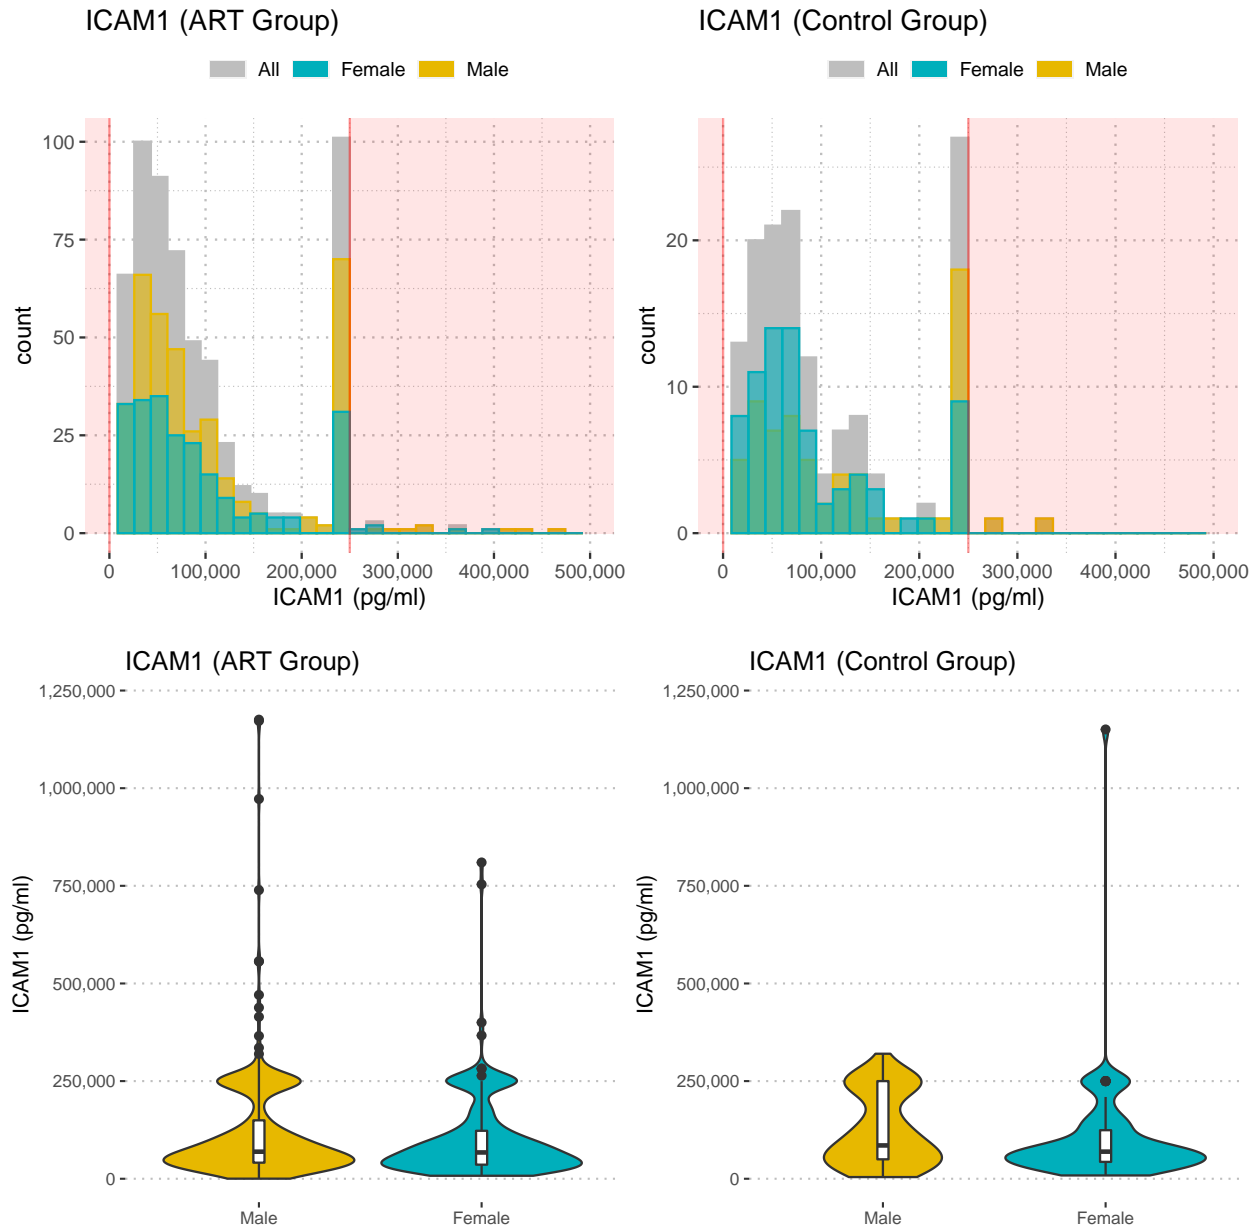 ICAM1 (ART Group)
All Female Male
100
75
50
25
0
count
0 100,000 200,000 300,000 400,000 500,000
ICAM1 (pg/ml)
ICAM1 (Control Group)
All Female Male
20
10
0
count
0 100,000 200,000 300,000 400,000 500,000
ICAM1 (pg/ml)
ICAM1 (ART Group)
1,250,000
1,000,000
750,000
500,000
250,000
0
ICAM1 (pg/ml)
Male Female
ICAM1 (Control Group)
1,250,000
1,000,000
750,000
500,000
250,000
0
ICAM1 (pg/ml)
Male Female